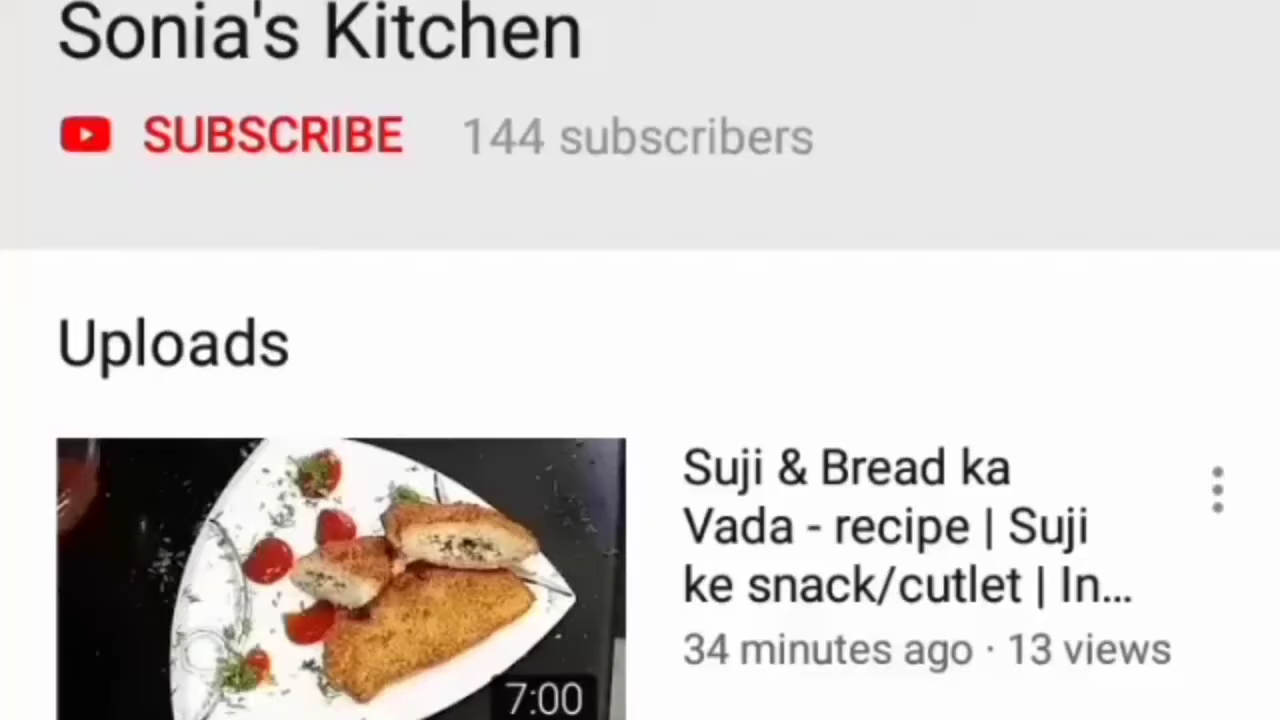 Sonia's Kitchen
SUBSCRIBE 144 subscribers
Uploads
Suji & Bread ka
Vada - recipe | Suji
ke snack/cutlet | In...
34 minutes ago · 13 views
7:00